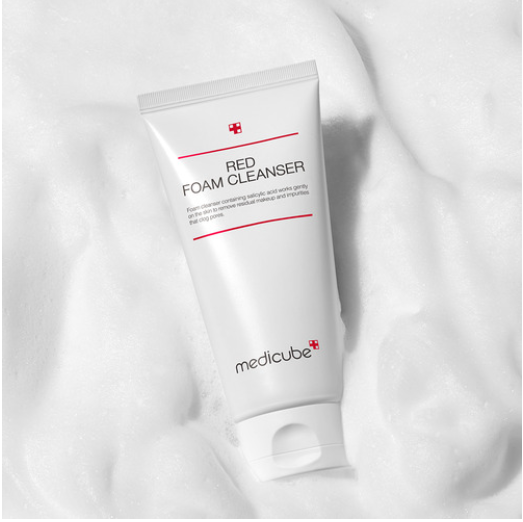 RED
FOAM CLEANSER
Foam cleanser containing salicylic acid works gently
on the skin to remove residual makeup and impurities
that clog pores.
medicube